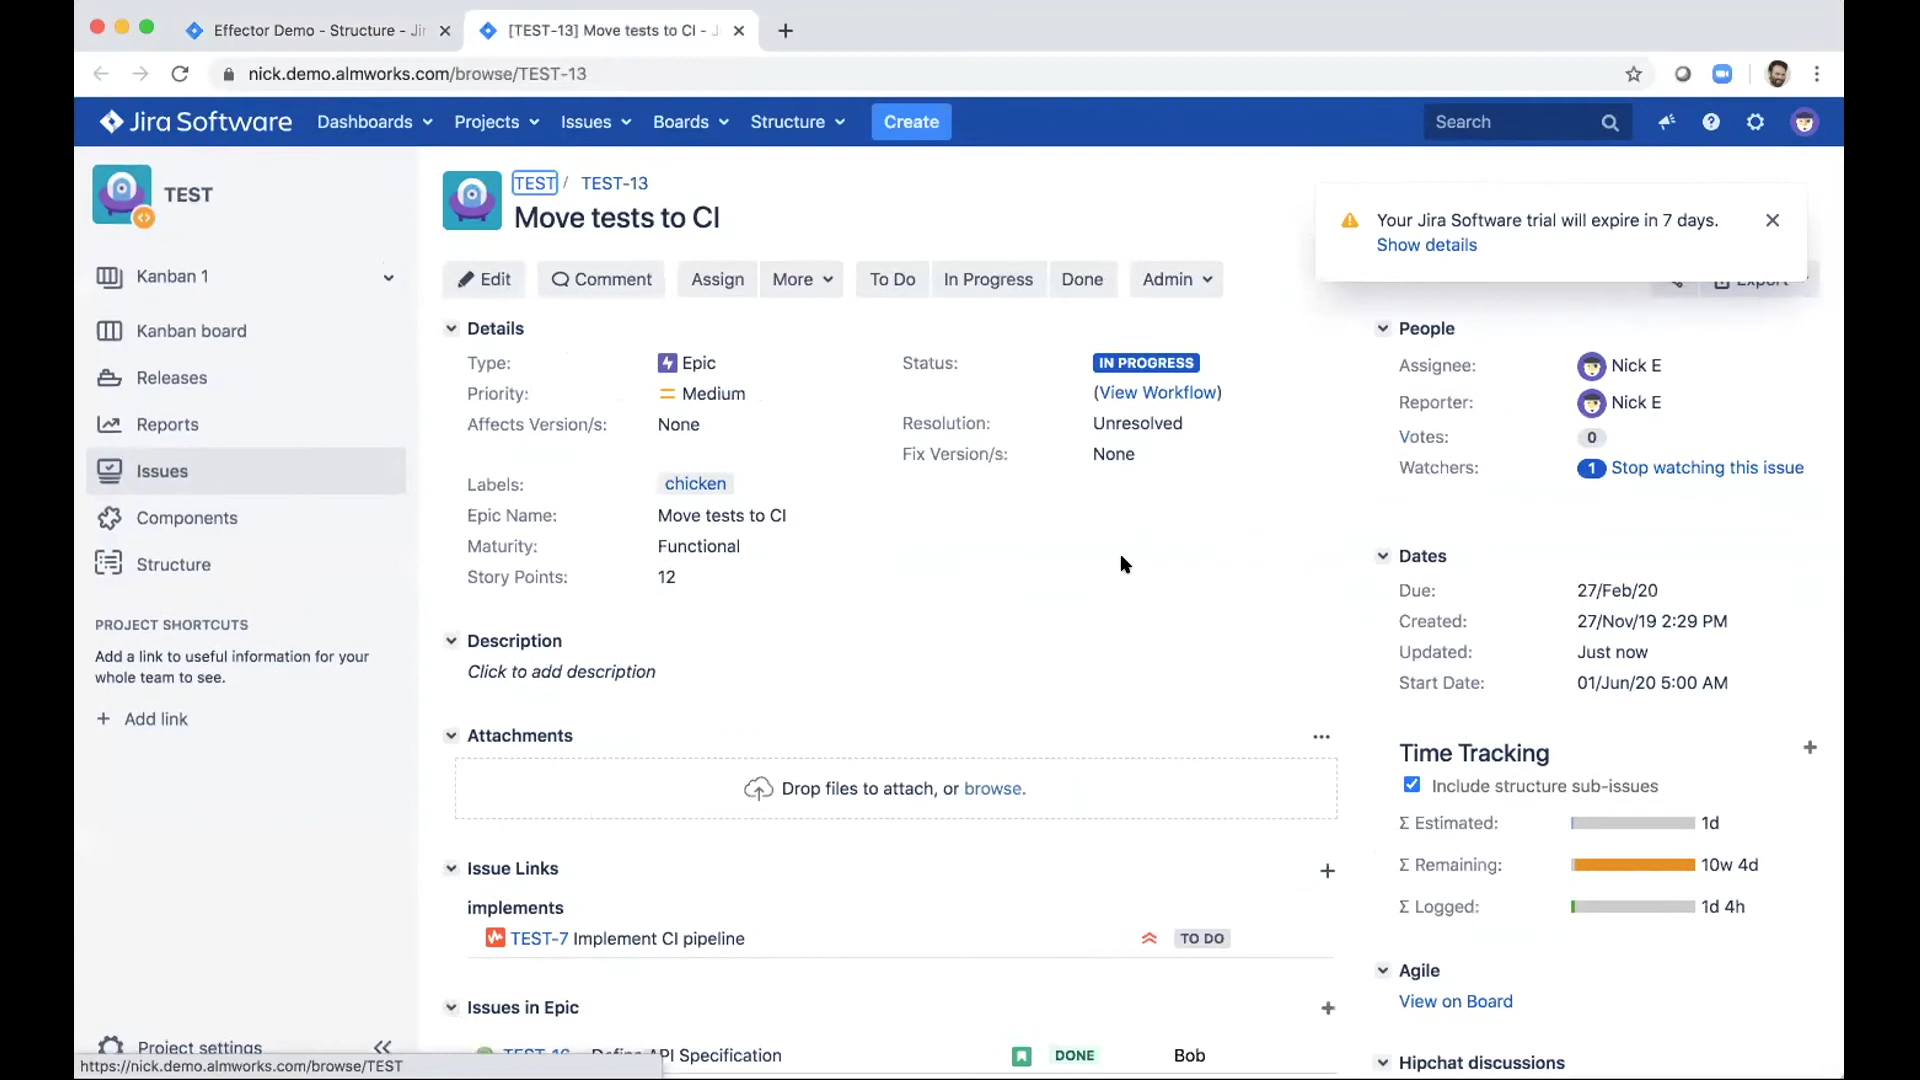 Effector Demo - Structure - Jir
[TEST-13] Move tests to CI - J
nick.demo.almworks.com/browse/TEST-13
Jira Software
Dashboards
Projects
Issues
Boards
Structure
Create
Search
TEST
Kanban 1
Kanban board
Releases
Reports
Issues
Components
Structure
PROJECT SHORTCUTS
Add a link to useful information for your
whole team to see.
+ Add link
Project settings
https://nick.demo.almworks.com/browse/TEST
TEST / TEST-13
Move tests to CI
Your Jira Software trial will expire in 7 days.
Show details
Edit
Comment
Assign
More
To Do
In Progress
Done
Admin
Export
Details
Type: Epic
Priority: Medium
Affects Version/s: None
Status: IN PROGRESS
(View Workflow)
Resolution: Unresolved
Fix Version/s: None
Labels: chicken
Epic Name: Move tests to CI
Maturity: Functional
Story Points: 12
Description
Click to add description
Attachments
Drop files to attach, or browse.
Issue Links
implements
TEST-7 Implement CI pipeline TO DO
Issues in Epic
TEST-16 Define API Specification DONE Bob
People
Assignee: Nick E
Reporter: Nick E
Votes: 0
Watchers: 1 Stop watching this issue
Dates
Due: 27/Feb/20
Created: 27/Nov/19 2:29 PM
Updated: Just now
Start Date: 01/Jun/20 5:00 AM
Time Tracking
Include structure sub-issues
Σ Estimated: 1d
Σ Remaining: 10w 4d
Σ Logged: 1d 4h
Agile
View on Board
Hipchat discussions